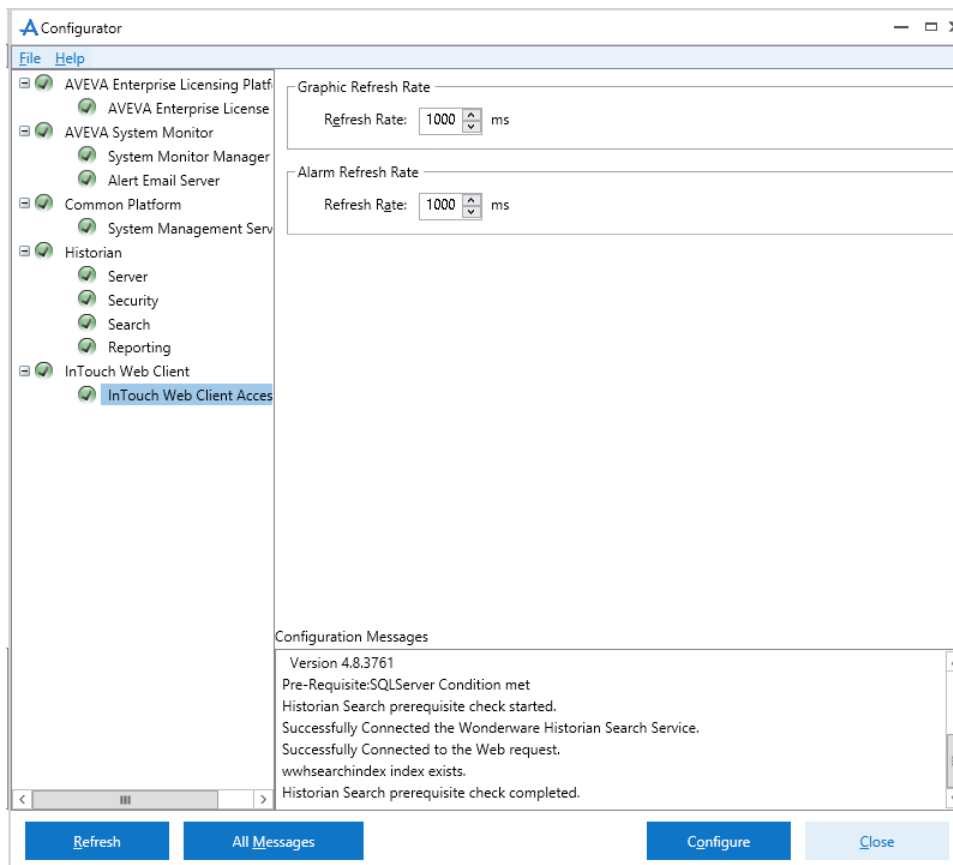 Configurator
File Help
AVEVA Enterprise Licensing Platf
AVEVA Enterprise License
AVEVA System Monitor
System Monitor Manager
Alert Email Server
Common Platform
System Management Serv
Historian
Server
Security
Search
Reporting
InTouch Web Client
InTouch Web Client Acces
Graphic Refresh Rate
Refresh Rate: 1000 ms
Alarm Refresh Rate
Refresh Rate: 1000 ms
Configuration Messages
Version 4.8.3761
Pre-Requisite:SQLServer Condition met
Historian Search prerequisite check started.
Successfully Connected the Wonderware Historian Search Service.
Successfully Connected to the Web request.
wwhsearchindex index exists.
Historian Search prerequisite check completed.
Refresh All Messages Configure Close